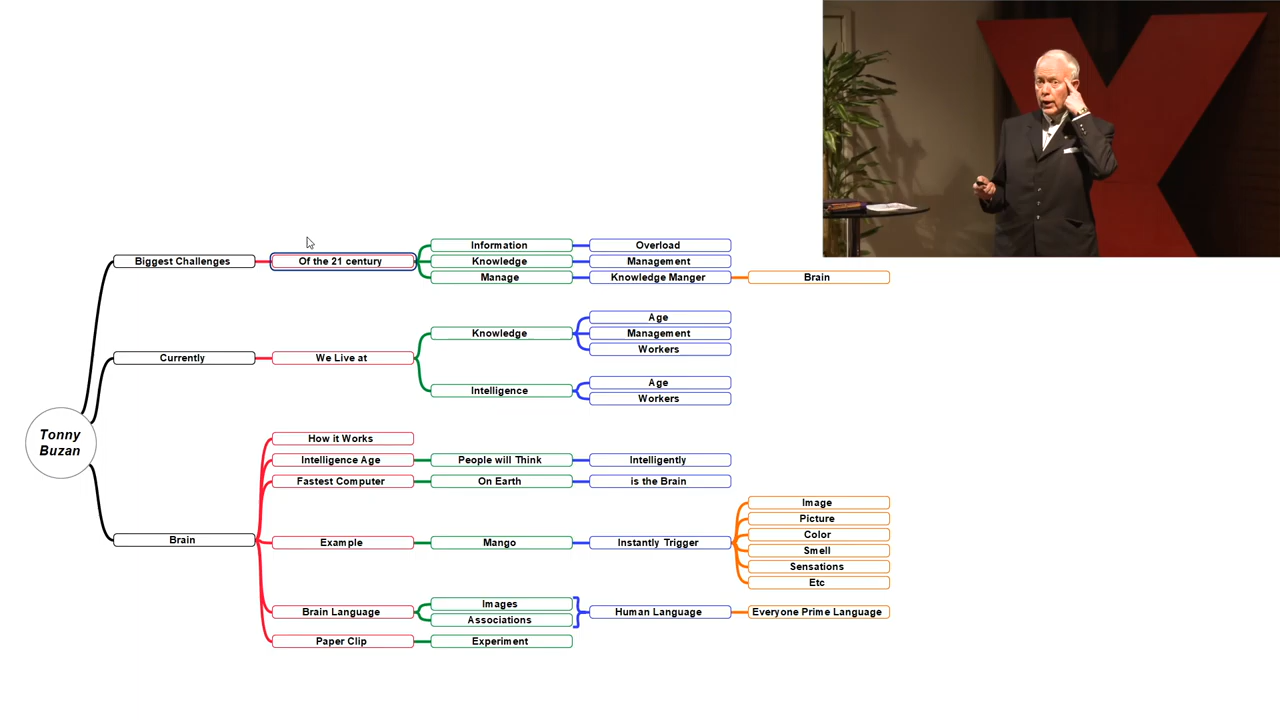 Biggest Challenges
Of the 21 century
Information
Overload
Knowledge
Management
Manage
Knowledge Manger
Brain
Currently
We Live at
Knowledge
Age
Management
Workers
Intelligence
Age
Workers
Tonny
Buzan
Brain
How it Works
Intelligence Age
People will Think
Intelligently
Fastest Computer
On Earth
is the Brain
Example
Mango
Instantly Trigger
Image
Picture
Color
Smell
Sensations
Etc
Brain Language
Images
Associations
Human Language
Everyone Prime Language
Paper Clip
Experiment
X